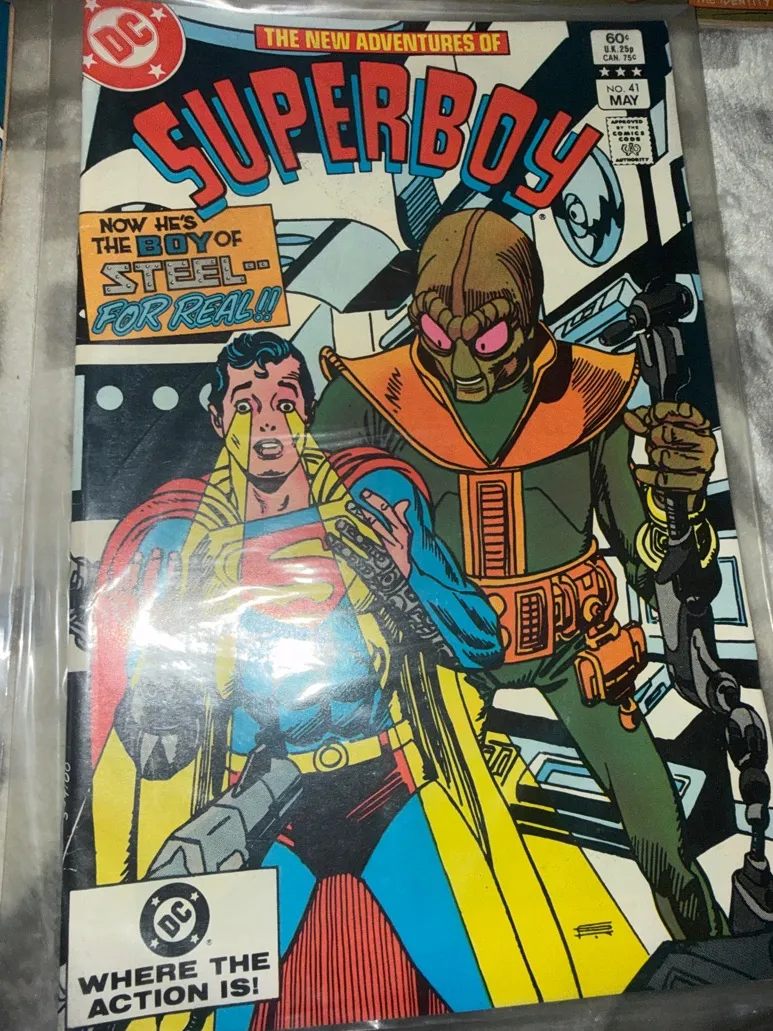 THE NEW ADVENTURES OF
SUPERBOY
®
DC
60¢
U.K. 25p
CAN. 75¢
NO. 41
MAY
APPROVED
BY THE
COMICS
CODE
AUTHORITY
NOW HE'S
THE BOY OF
STEEL--
FOR REAL!!
S
DC
®
WHERE THE
ACTION IS!